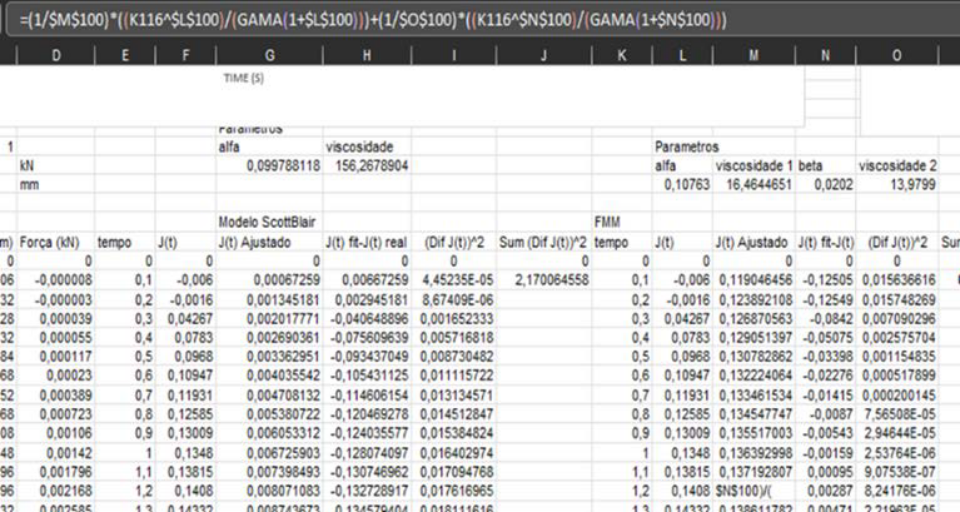 =(1/$M$100)*((K116^$L$100)/(GAMA(1+$L$100)))+(1/$O$100)*((K116^$N$100)/(GAMA(1+$N$100)))
D E F G H I J K L M N O
TIME (S)
Parametros
1 alfa viscosidade Parametros
kN 0,099788118 156,2678904 alfa viscosidade 1 beta viscosidade 2
mm 0,10763 16,4644651 0,0202 13,9799
Modelo ScottBlair FMM
m) Força (kN) tempo J(t) J(t) Ajustado J(t) fit-J(t) real (Dif J(t))^2 Sum (Dif J(t))^2 tempo J(t) J(t) Ajustado J(t) fit-J(t) (Dif J(t))^2 Sur
0 0 0 0 0 0 0 0 0 0 0 0
06 -0,000008 0,1 -0,006 0,00067259 0,00667259 4,45235E-05 2,170064558 0,1 -0,006 0,119046456 -0,12505 0,015636616
32 -0,000003 0,2 -0,0016 0,001345181 0,002945181 8,67409E-06 0,2 -0,0016 0,123892108 -0,12549 0,015748269
28 0,000039 0,3 0,04267 0,002017771 -0,040648896 0,001652333 0,3 0,04267 0,126870563 -0,0842 0,007090296
32 0,000055 0,4 0,0783 0,002690361 -0,075609639 0,005716818 0,4 0,0783 0,129051397 -0,05075 0,002575704
84 0,000117 0,5 0,0968 0,003362951 -0,093437049 0,008730482 0,5 0,0968 0,130782862 -0,03398 0,001154835
68 0,00023 0,6 0,10947 0,004035542 -0,105431125 0,011115722 0,6 0,10947 0,132224064 -0,02276 0,000517899
52 0,000389 0,7 0,11931 0,004708132 -0,114606154 0,013134571 0,7 0,11931 0,133461534 -0,01415 0,000200145
68 0,000723 0,8 0,12585 0,005380722 -0,120469278 0,014512847 0,8 0,12585 0,134547747 -0,0087 7,56508E-05
08 0,00106 0,9 0,13009 0,006053312 -0,124035577 0,015384824 0,9 0,13009 0,135517003 -0,00543 2,94644E-05
48 0,00142 1 0,1348 0,006725903 -0,128074097 0,016402974 1 0,1348 0,136392998 -0,00159 2,53764E-06
96 0,001796 1,1 0,13815 0,007398493 -0,130746962 0,017094768 1,1 0,13815 0,137192807 0,00095 9,07538E-07
96 0,002168 1,2 0,1408 0,008071083 -0,132728917 0,017616965 1,2 0,1408 $N$100)/( 0,00287 8,24176E-06
32 0,002585 1,3 0,14332 0,008743673 -0,134579404 0,018111616 1,3 0,14332 0,138611782 0,00471 2,21963E-05